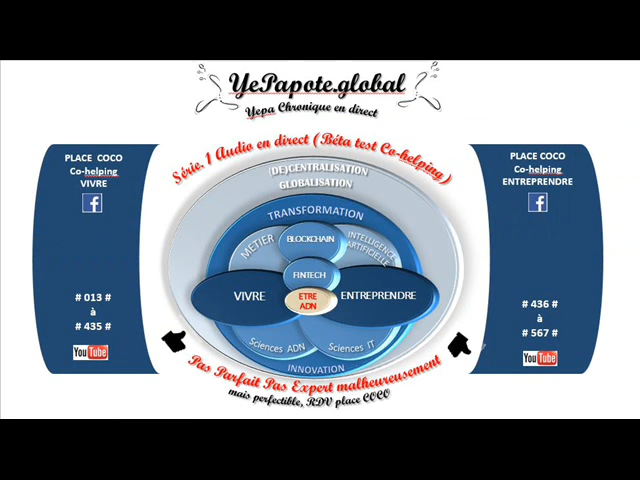 YePapote.global
Yepa Chronique en direct
Série, 1 Audio en direct (Béta test Co-helping)
PLACE COCO
Co-helping
VIVRE
# 013 #
à
# 435 #
YouTube
(DE)CENTRALISATION
GLOBALISATION
TRANSFORMATION
METIER
BLOCKCHAIN
INTELLIGENCE
ARTIFICIELLE
FINTECH
VIVRE
ETRE
ADN
ENTREPRENDRE
Sciences ADN
Sciences IT
INNOVATION
Pas Parfait Pas Expert malheureusement
mais perfectible, RDV place COCO
PLACE COCO
Co-helping
ENTREPRENDRE
# 436 #
à
# 567 #
YouTube